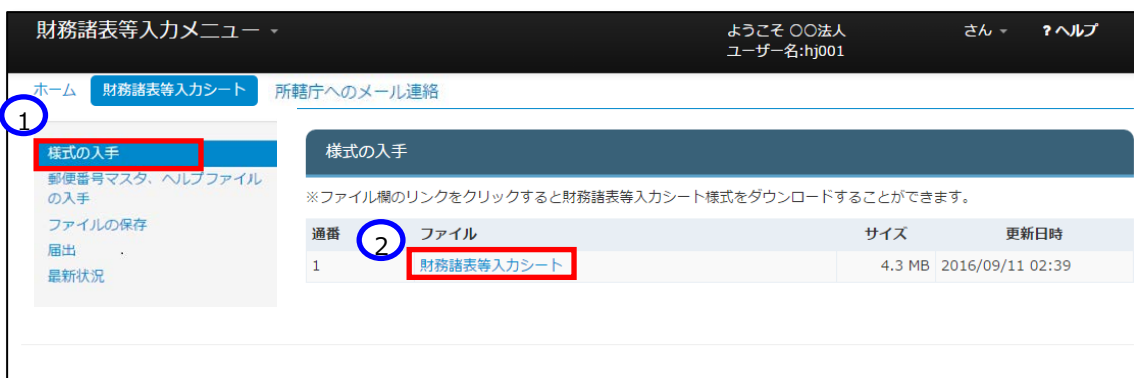 財務諸表等入力メニュー
ようこそ 〇〇法人 さん ?ヘルプ
ユーザー名:hj001
ホーム 財務諸表等入力シート 所轄庁へのメール連絡
1
様式の入手
郵便番号マスタ、ヘルプファイル
の入手
ファイルの保存
届出 .
最新状況
様式の入手
※ファイル欄のリンクをクリックすると財務諸表等入力シート様式をダウンロードすることができます。
通番 ファイル サイズ 更新日時
2
1 財務諸表等入力シート 4.3 MB 2016/09/11 02:39